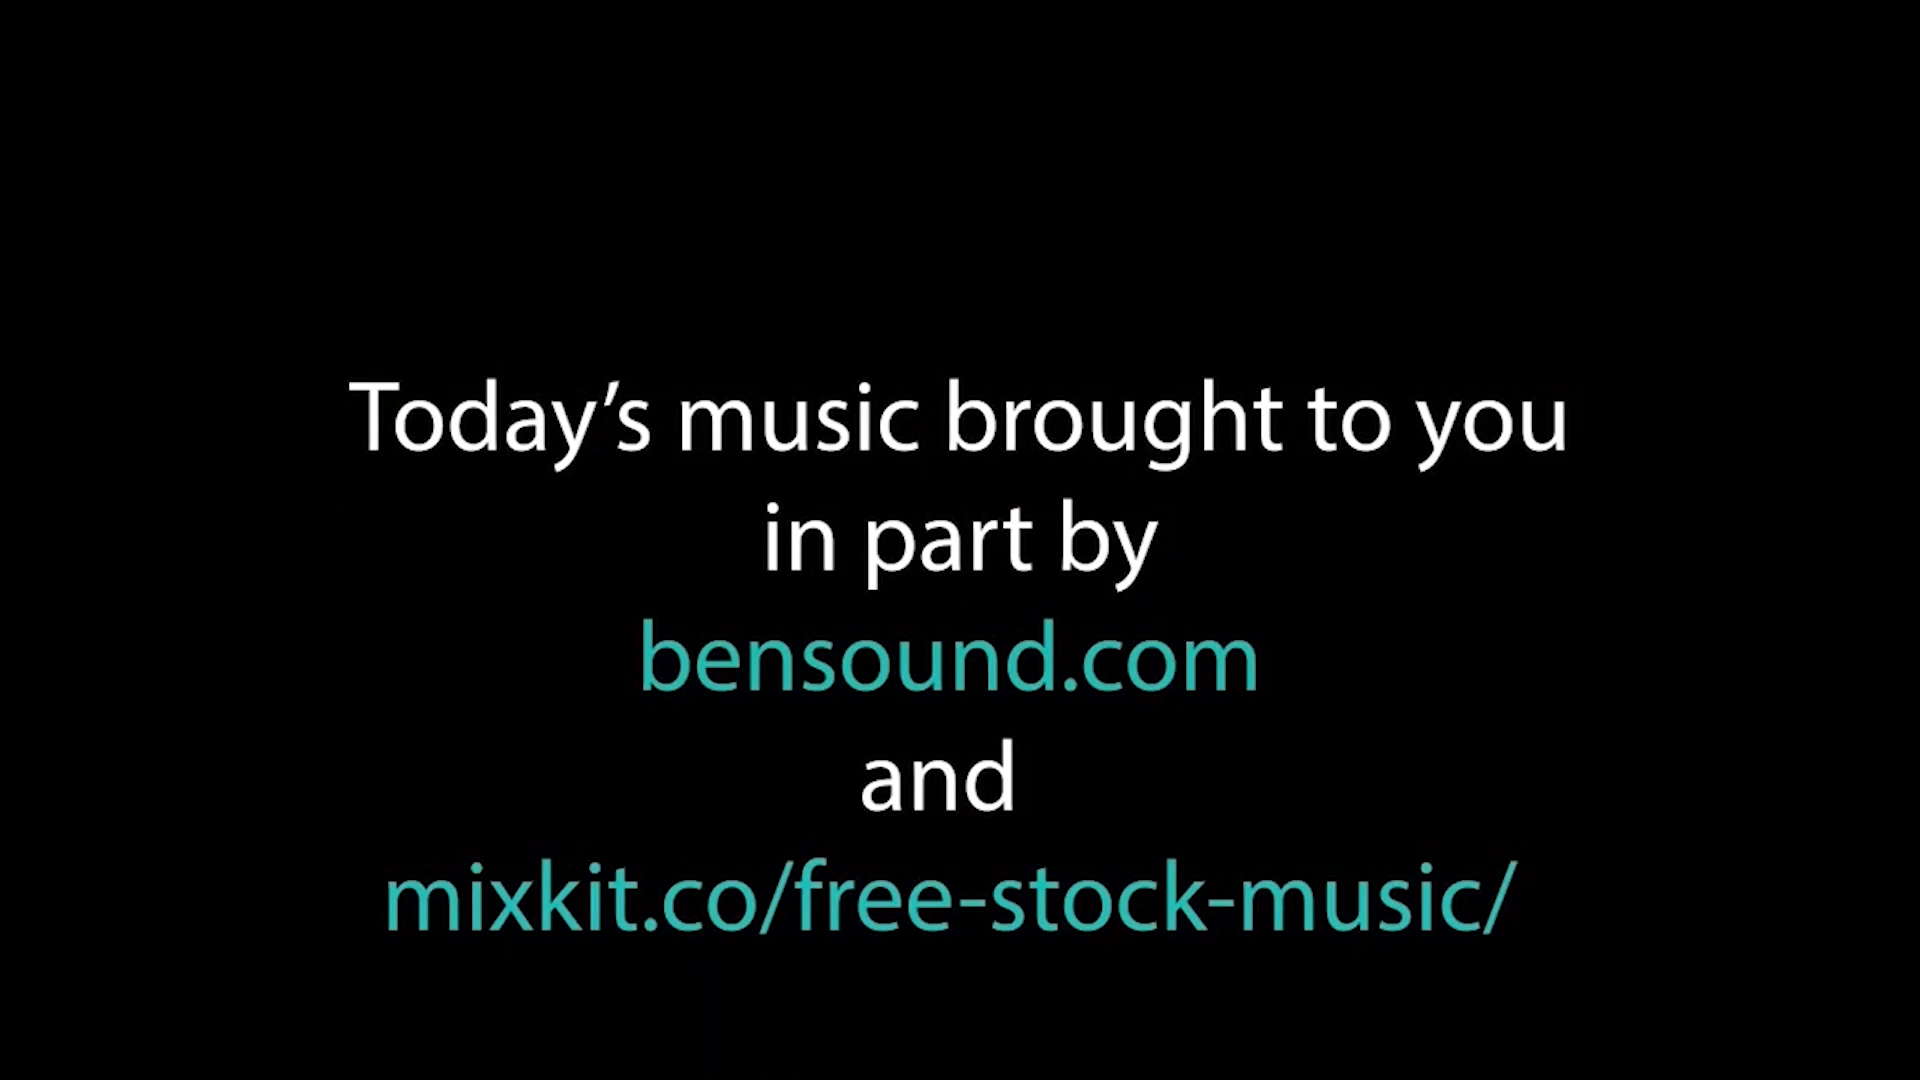 Today’s music brought to you
in part by
bensound.com
and
mixkit.co/free-stock-music/